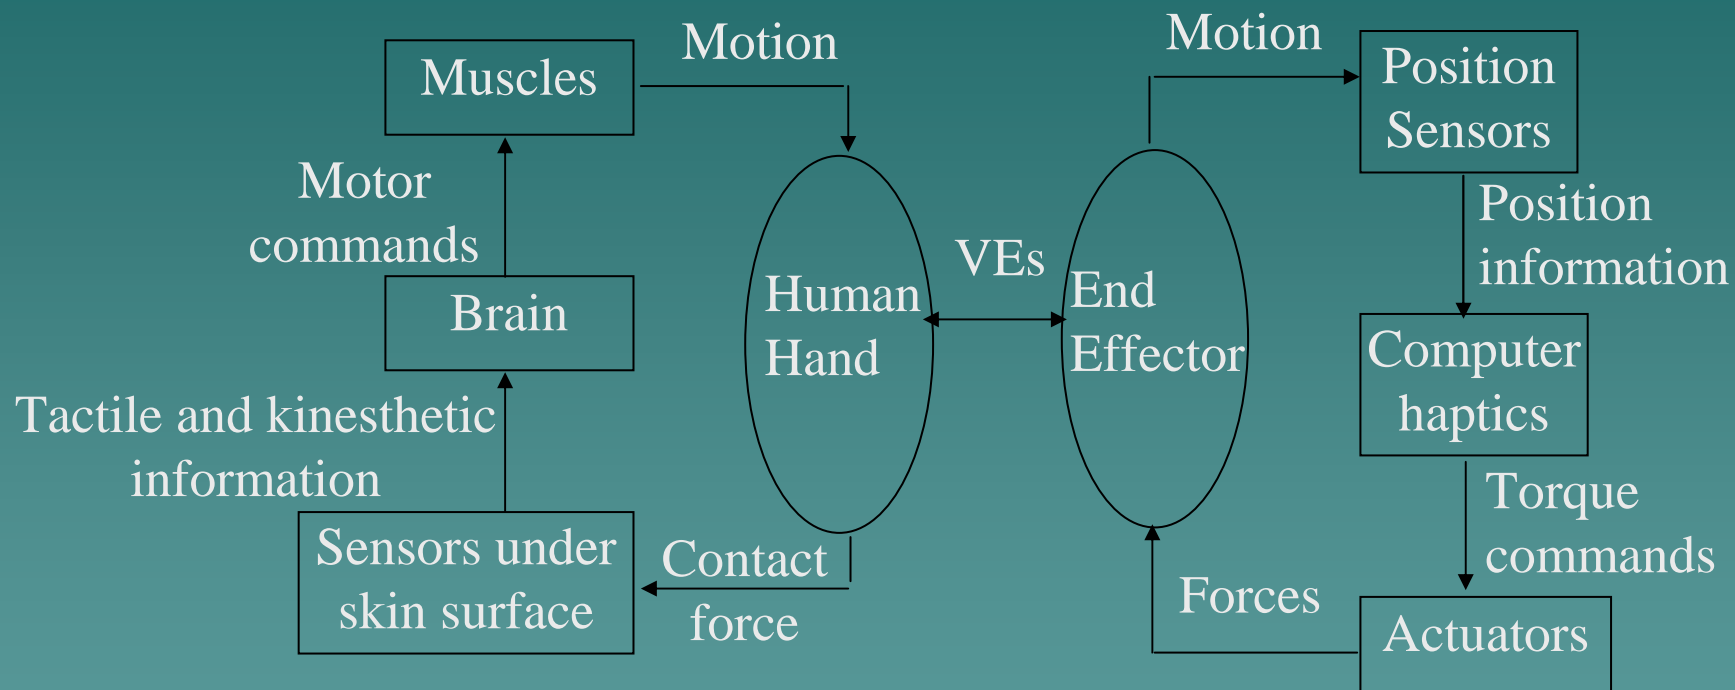 Motion
Muscles
Motor
commands
Brain
Tactile and kinesthetic
information
Sensors under
skin surface
Contact
force
Human
Hand
VEs
End
Effector
Motion
Position
Sensors
Position
information
Computer
haptics
Torque
commands
Forces
Actuators